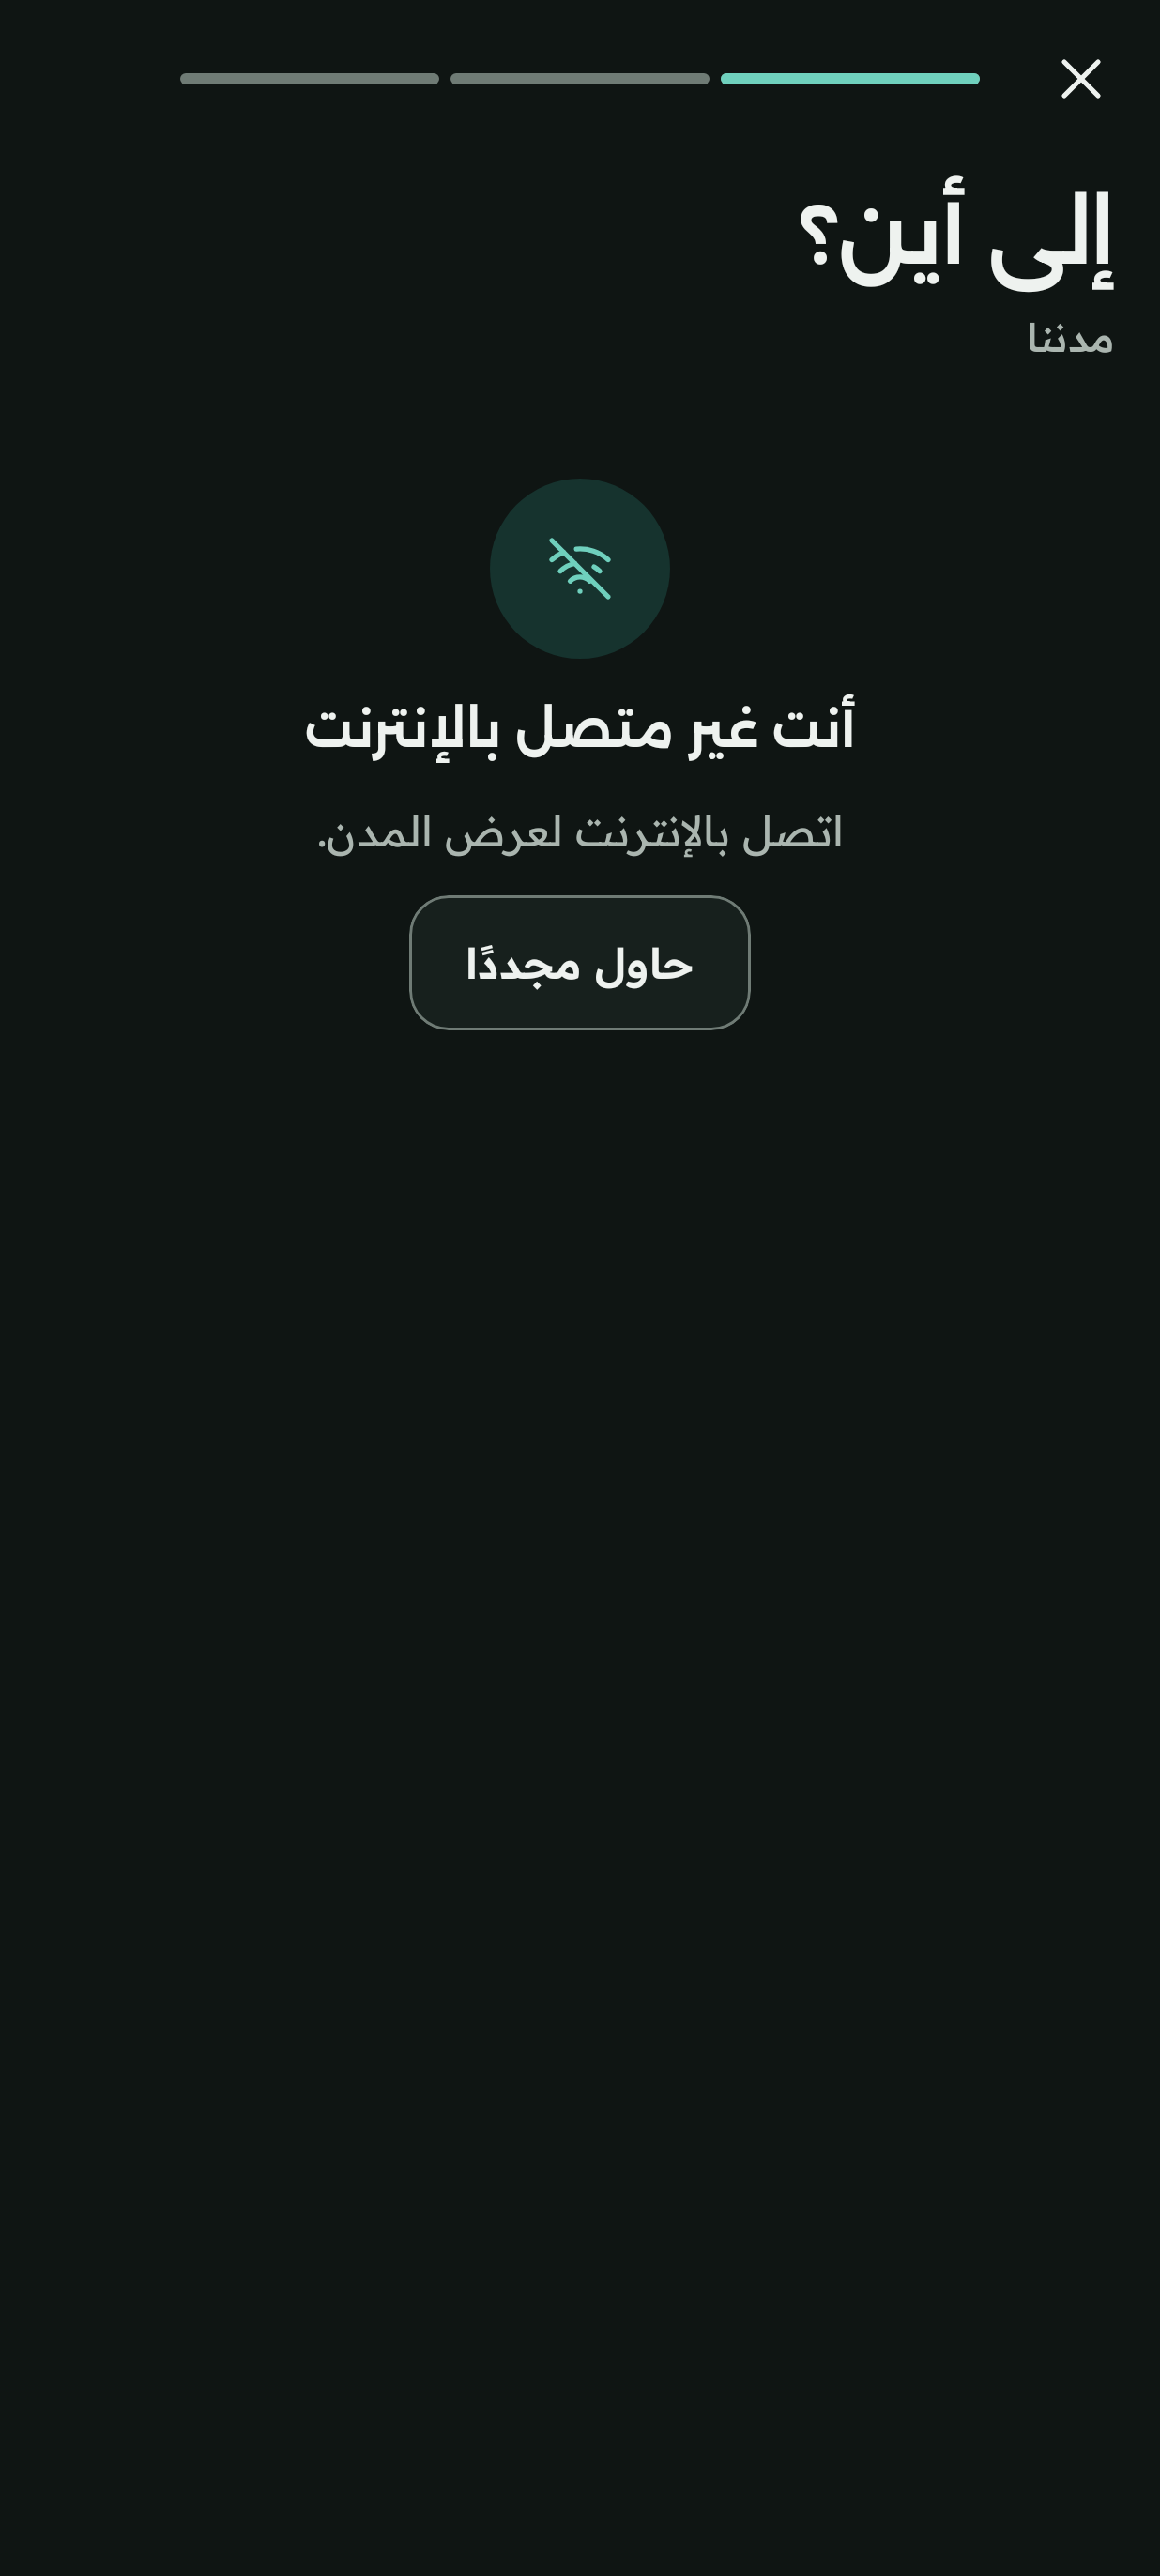 إلى أين؟
مدننا
أنت غير متصل بالإنترنت
اتصل بالإنترنت لعرض المدن.
حاول مجددًا